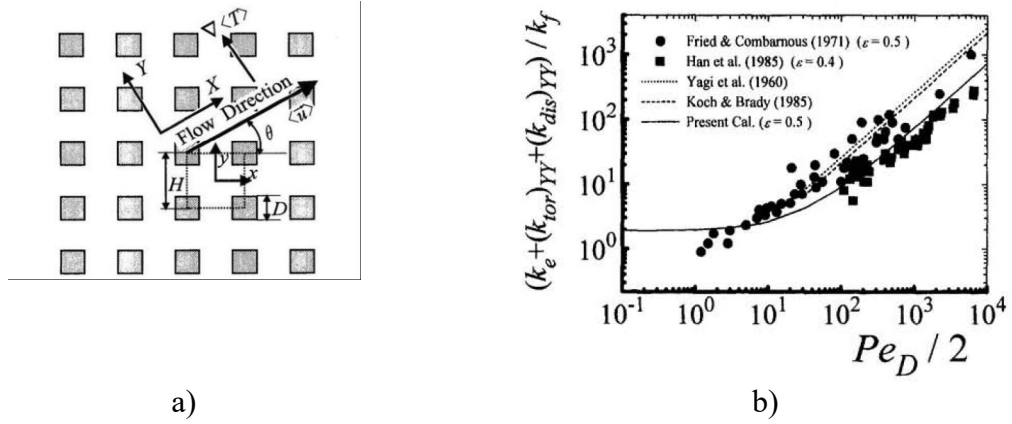 ∇⟨T⟩
Y
X
Flow Direction
⟨u⟩
θ
H
y
x
D
a)
(k_e+(k_tor)_YY+(k_dis)_YY) / k_f
10^3
10^2
10^1
10^0
● Fried & Combarnous (1971) (ε = 0.5)
■ Han et al. (1985) (ε = 0.4)
Yagi et al. (1960)
Koch & Brady (1985)
Present Cal. (ε = 0.5)
10^-1 10^0 10^1 10^2 10^3 10^4
Pe_D / 2
b)